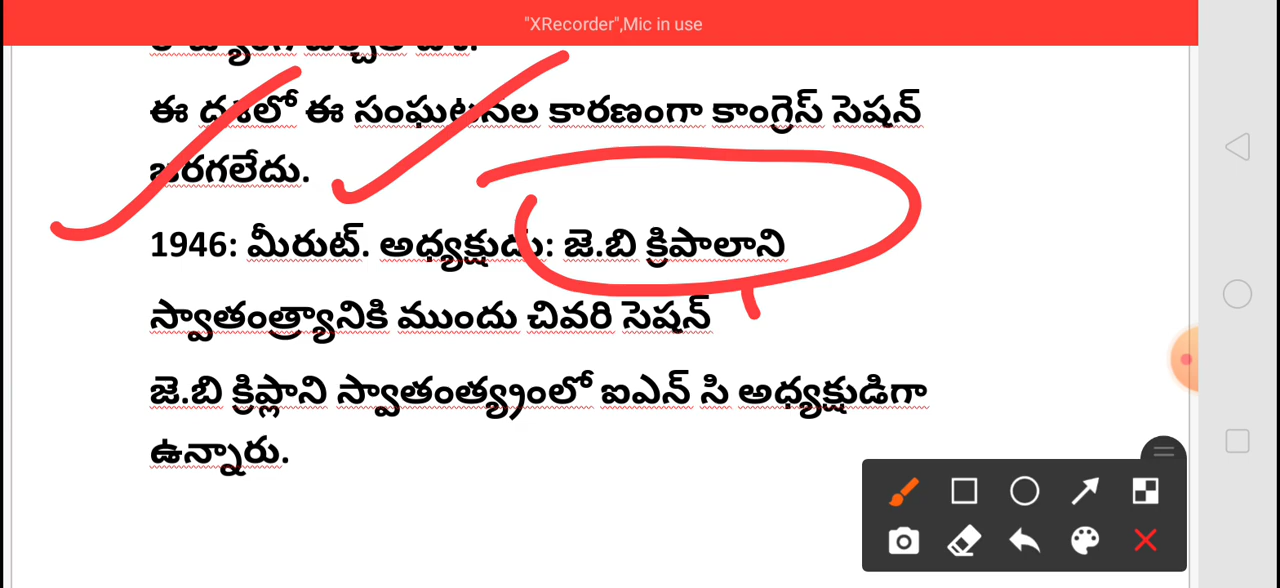 "XRecorder",Mic in use
ఈ దశలో ఈ సంఘటనల కారణంగా కాంగ్రెస్ సెషన్
జరగలేదు.
1946: మీరుట్. అధ్యక్షుడు: జె.బి క్రిపాలాని
స్వాతంత్ర్యానికి ముందు చివరి సెషన్
జె.బి క్రిప్లాని స్వాతంత్య్రంలో ఐఎన్ సి అధ్యక్షుడిగా
ఉన్నారు.